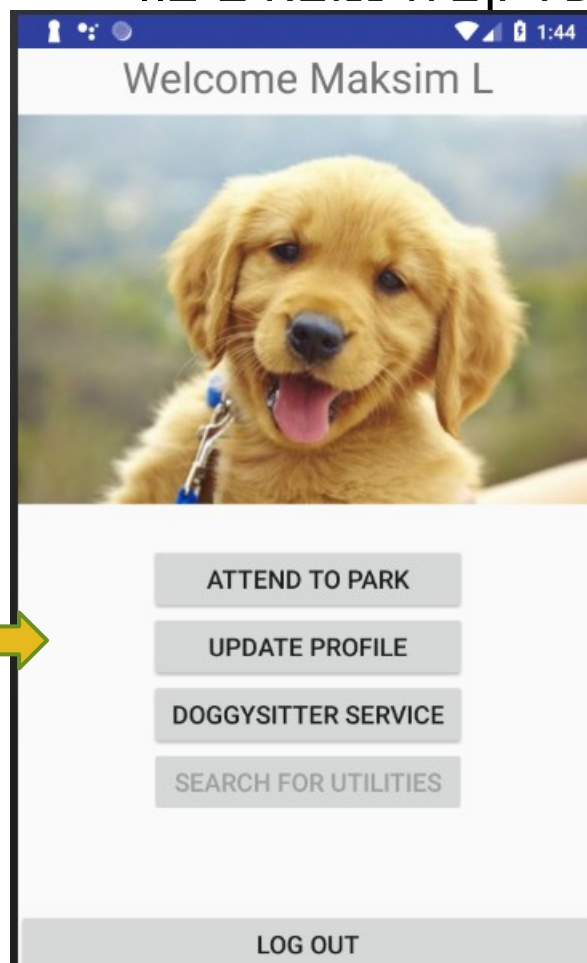 1:44
Welcome Maksim L
ATTEND TO PARK
UPDATE PROFILE
DOGGYSITTER SERVICE
SEARCH FOR UTILITIES
LOG OUT